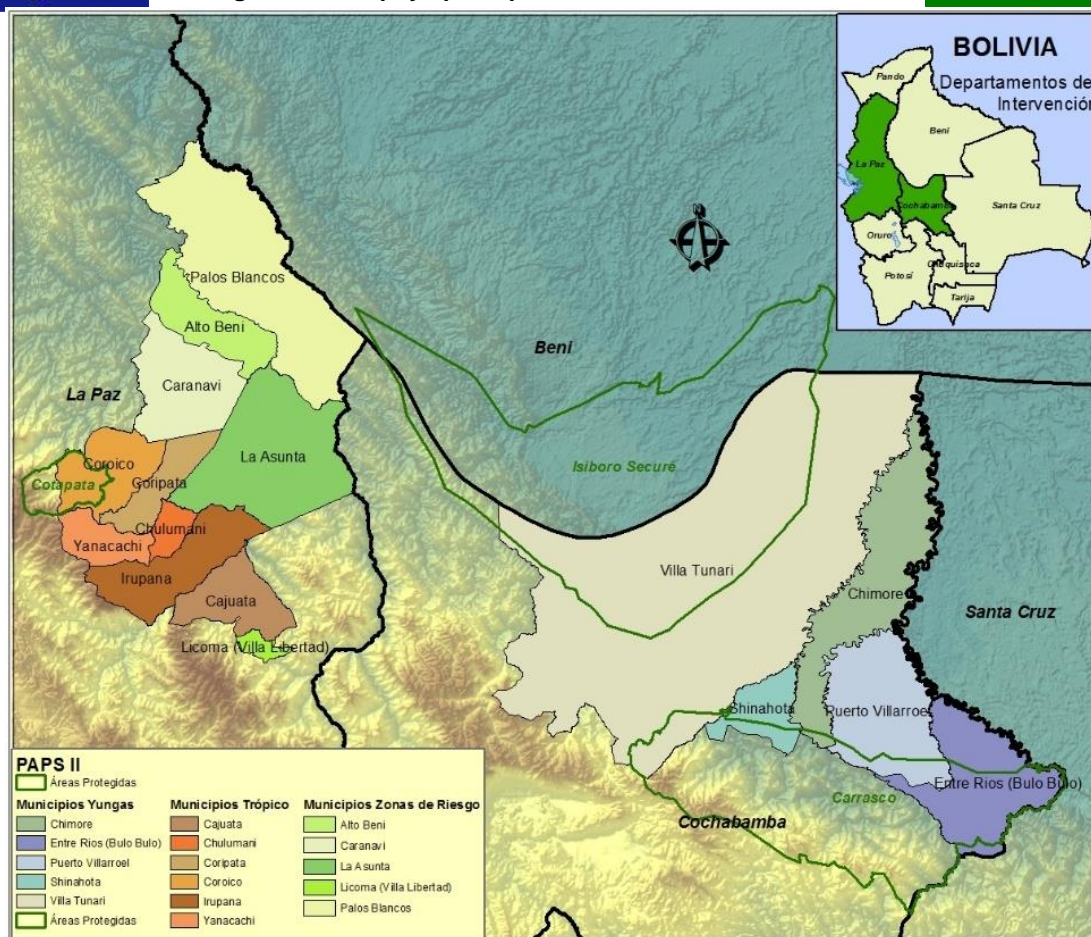 BOLIVIA
Departamentos de
Intervención
Pando
Beni
La Paz
Cochabamb
Santa Cruz
Oruro
Potosí
Tarija
Palos Blancos
Alto Beni
Beni
Caranavi
La Paz
La Asunta
Coroico
Cotapata
Coripata
Isiboro Securé
Chulumani
Yanacachi
Irupana
Cajuata
Licoma (Villa Libertad)
Villa Tunari
Chimore
Santa Cruz
Shinahota
Puerto Villarroel
Entre Rios (Bulo Bulo)
Carrasco
Cochabamba
PAPS II
Áreas Protegidas
Municipios Yungas
Chimore
Entre Rios (Bulo Bulo)
Puerto Villaroel
Shinahota
Villa Tunari
Áreas Protegidas
Municipios Trópico
Cajuata
Chulumani
Coripata
Coroico
Irupana
Yanacachi
Municipios Zonas de Riesgo
Alto Beni
Caranavi
La Asunta
Licoma (Villa Libertad)
Palos Blancos